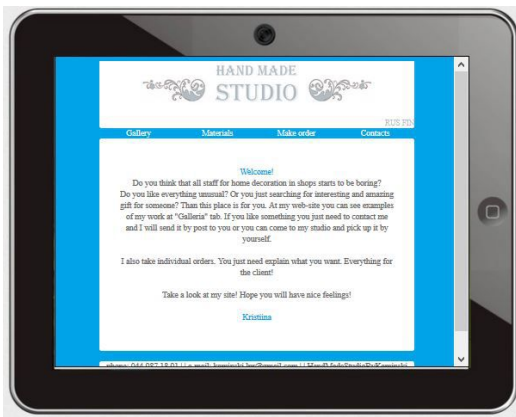 HAND MADE
STUDIO
RUS FIN
Gallery Materials Make order Contacts
Welcome!
Do you think that all staff for home decoration in shops starts to be boring?
Do you like everything unusual? Or you just searching for interesting and amazing
gift for someone? Than this place is for you. At my web-site you can see examples
of my work at "Galleria" tab. If you like something you just need to contact me
and I will send it by post to you or you can come to my studio and pick up it by
yourself.
I also take individual orders. You just need explain what you want. Everything for
the client!
Take a look at my site! Hope you will have nice feelings!
Kristiina
phone: 044 987 18 01 | | e-mail: